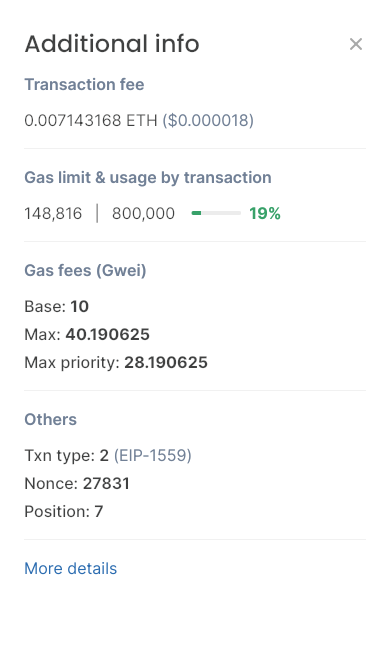 Additional info
Transaction fee
0.007143168 ETH ($0.000018)
Gas limit & usage by transaction
148,816 | 800,000 19%
Gas fees (Gwei)
Base: 10
Max: 40.190625
Max priority: 28.190625
Others
Txn type: 2 (EIP-1559)
Nonce: 27831
Position: 7
More details